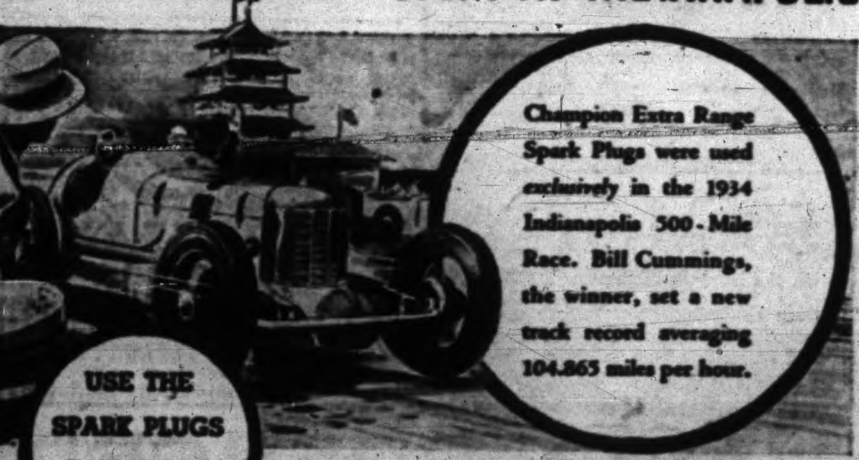 Champion Extra Range
Spark Plugs were used
exclusively in the 1934
Indianapolis 500-Mile
Race. Bill Cummings,
the winner, set a new
track record averaging
104.865 miles per hour.
USE THE
SPARK PLUGS